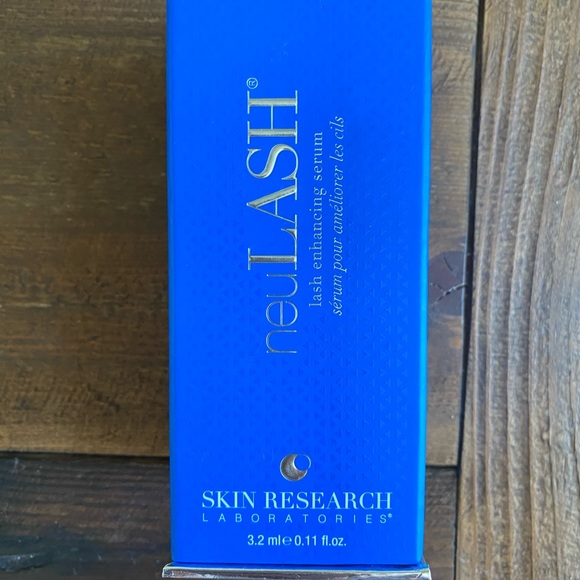 neuLASH®
lash enhancing serum
sérum pour améliorer les cils
SKIN RESEARCH
LABORATORIES®
3.2 ml e 0.11 fl.oz.